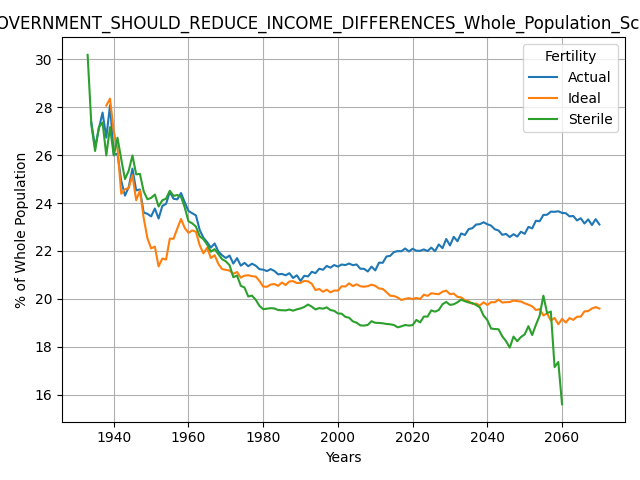 OVERNMENT_SHOULD_REDUCE_INCOME_DIFFERENCES_Whole_Population_Sc
Fertility
Actual
Ideal
Sterile
% of Whole Population
30
28
26
24
22
20
18
16
1940 1960 1980 2000 2020 2040 2060
Years